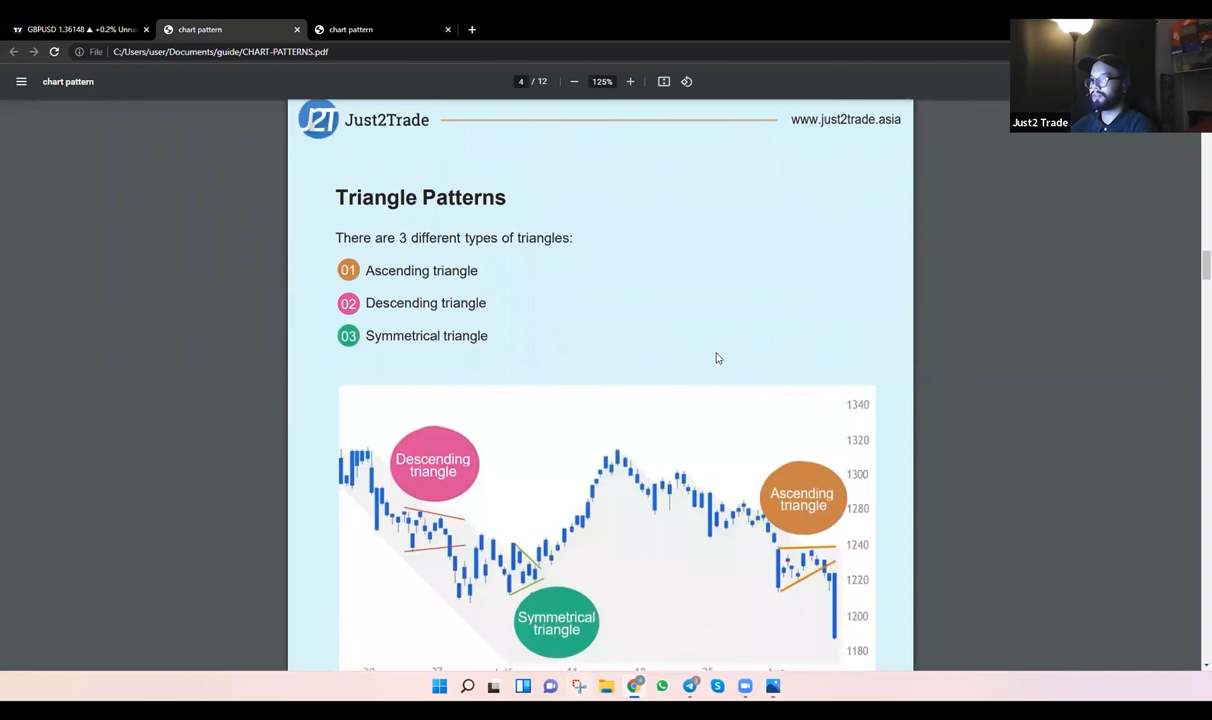 GBPUSD 1.36148 ▲ +0.2% Unna
chart pattern
chart pattern
File
C:/Users/user/Documents/guide/CHART-PATTERNS.pdf
chart pattern
4 / 12
125%
Just2 Trade
J2T
Just2Trade
www.just2trade.asia
Triangle Patterns
There are 3 different types of triangles:
01 Ascending triangle
02 Descending triangle
03 Symmetrical triangle
1340
1320
1300
1280
1240
1220
1200
1180
Descending
triangle
Ascending
triangle
Symmetrical
triangle